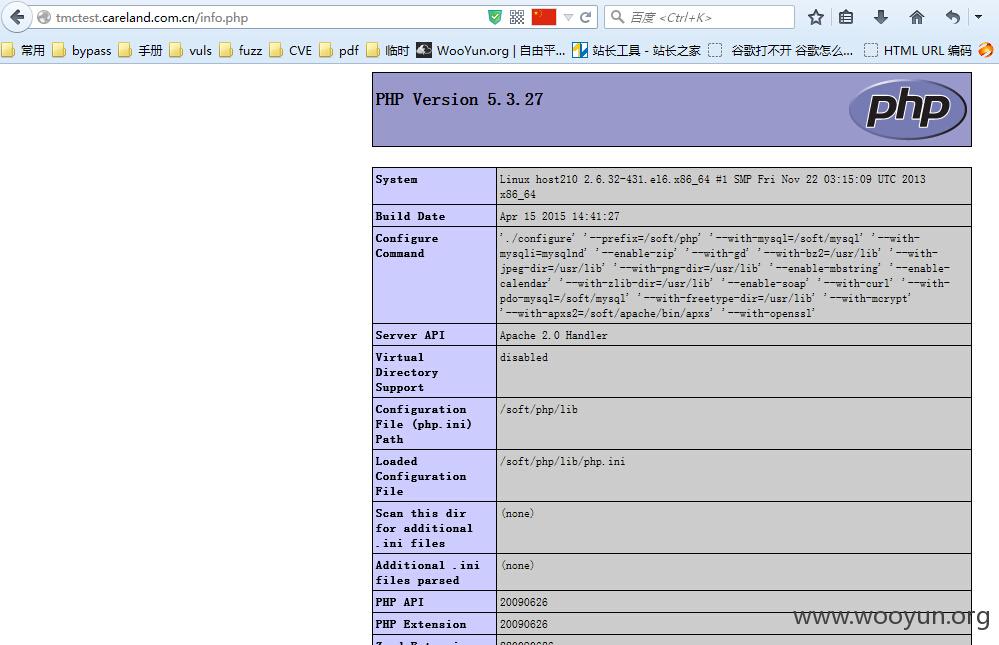 tmctest.careland.com.cn/info.php
百度 <Ctrl+K>
常用 bypass 手册 vuls fuzz CVE pdf 临时 WooYun.org | 自由平... 站长工具 - 站长之家 谷歌打不开 谷歌怎么... HTML URL 编码
PHP Version 5.3.27
php
System
Linux host210 2.6.32-431.el6.x86_64 #1 SMP Fri Nov 22 03:15:09 UTC 2013
x86_64
Build Date
Apr 15 2015 14:41:27
Configure
Command
'./configure' '--prefix=/soft/php' '--with-mysql=/soft/mysql' '--with-
mysqli=mysqlnd' '--enable-zip' '--with-gd' '--with-bz2=/usr/lib' '--with-
jpeg-dir=/usr/lib' '--with-png-dir=/usr/lib' '--enable-mbstring' '--enable-
calendar' '--with-zlib-dir=/usr/lib' '--enable-soap' '--with-curl' '--with-
pdo-mysql=/soft/mysql' '--with-freetype-dir=/usr/lib' '--with-mcrypt'
'--with-apxs2=/soft/apache/bin/apxs' '--with-openssl'
Server API
Apache 2.0 Handler
Virtual
Directory
Support
disabled
Configuration
File (php.ini)
Path
/soft/php/lib
Loaded
Configuration
File
/soft/php/lib/php.ini
Scan this dir
for additional
.ini files
(none)
Additional .ini
files parsed
(none)
PHP API
20090626
PHP Extension
20090626
www.wooyun.org